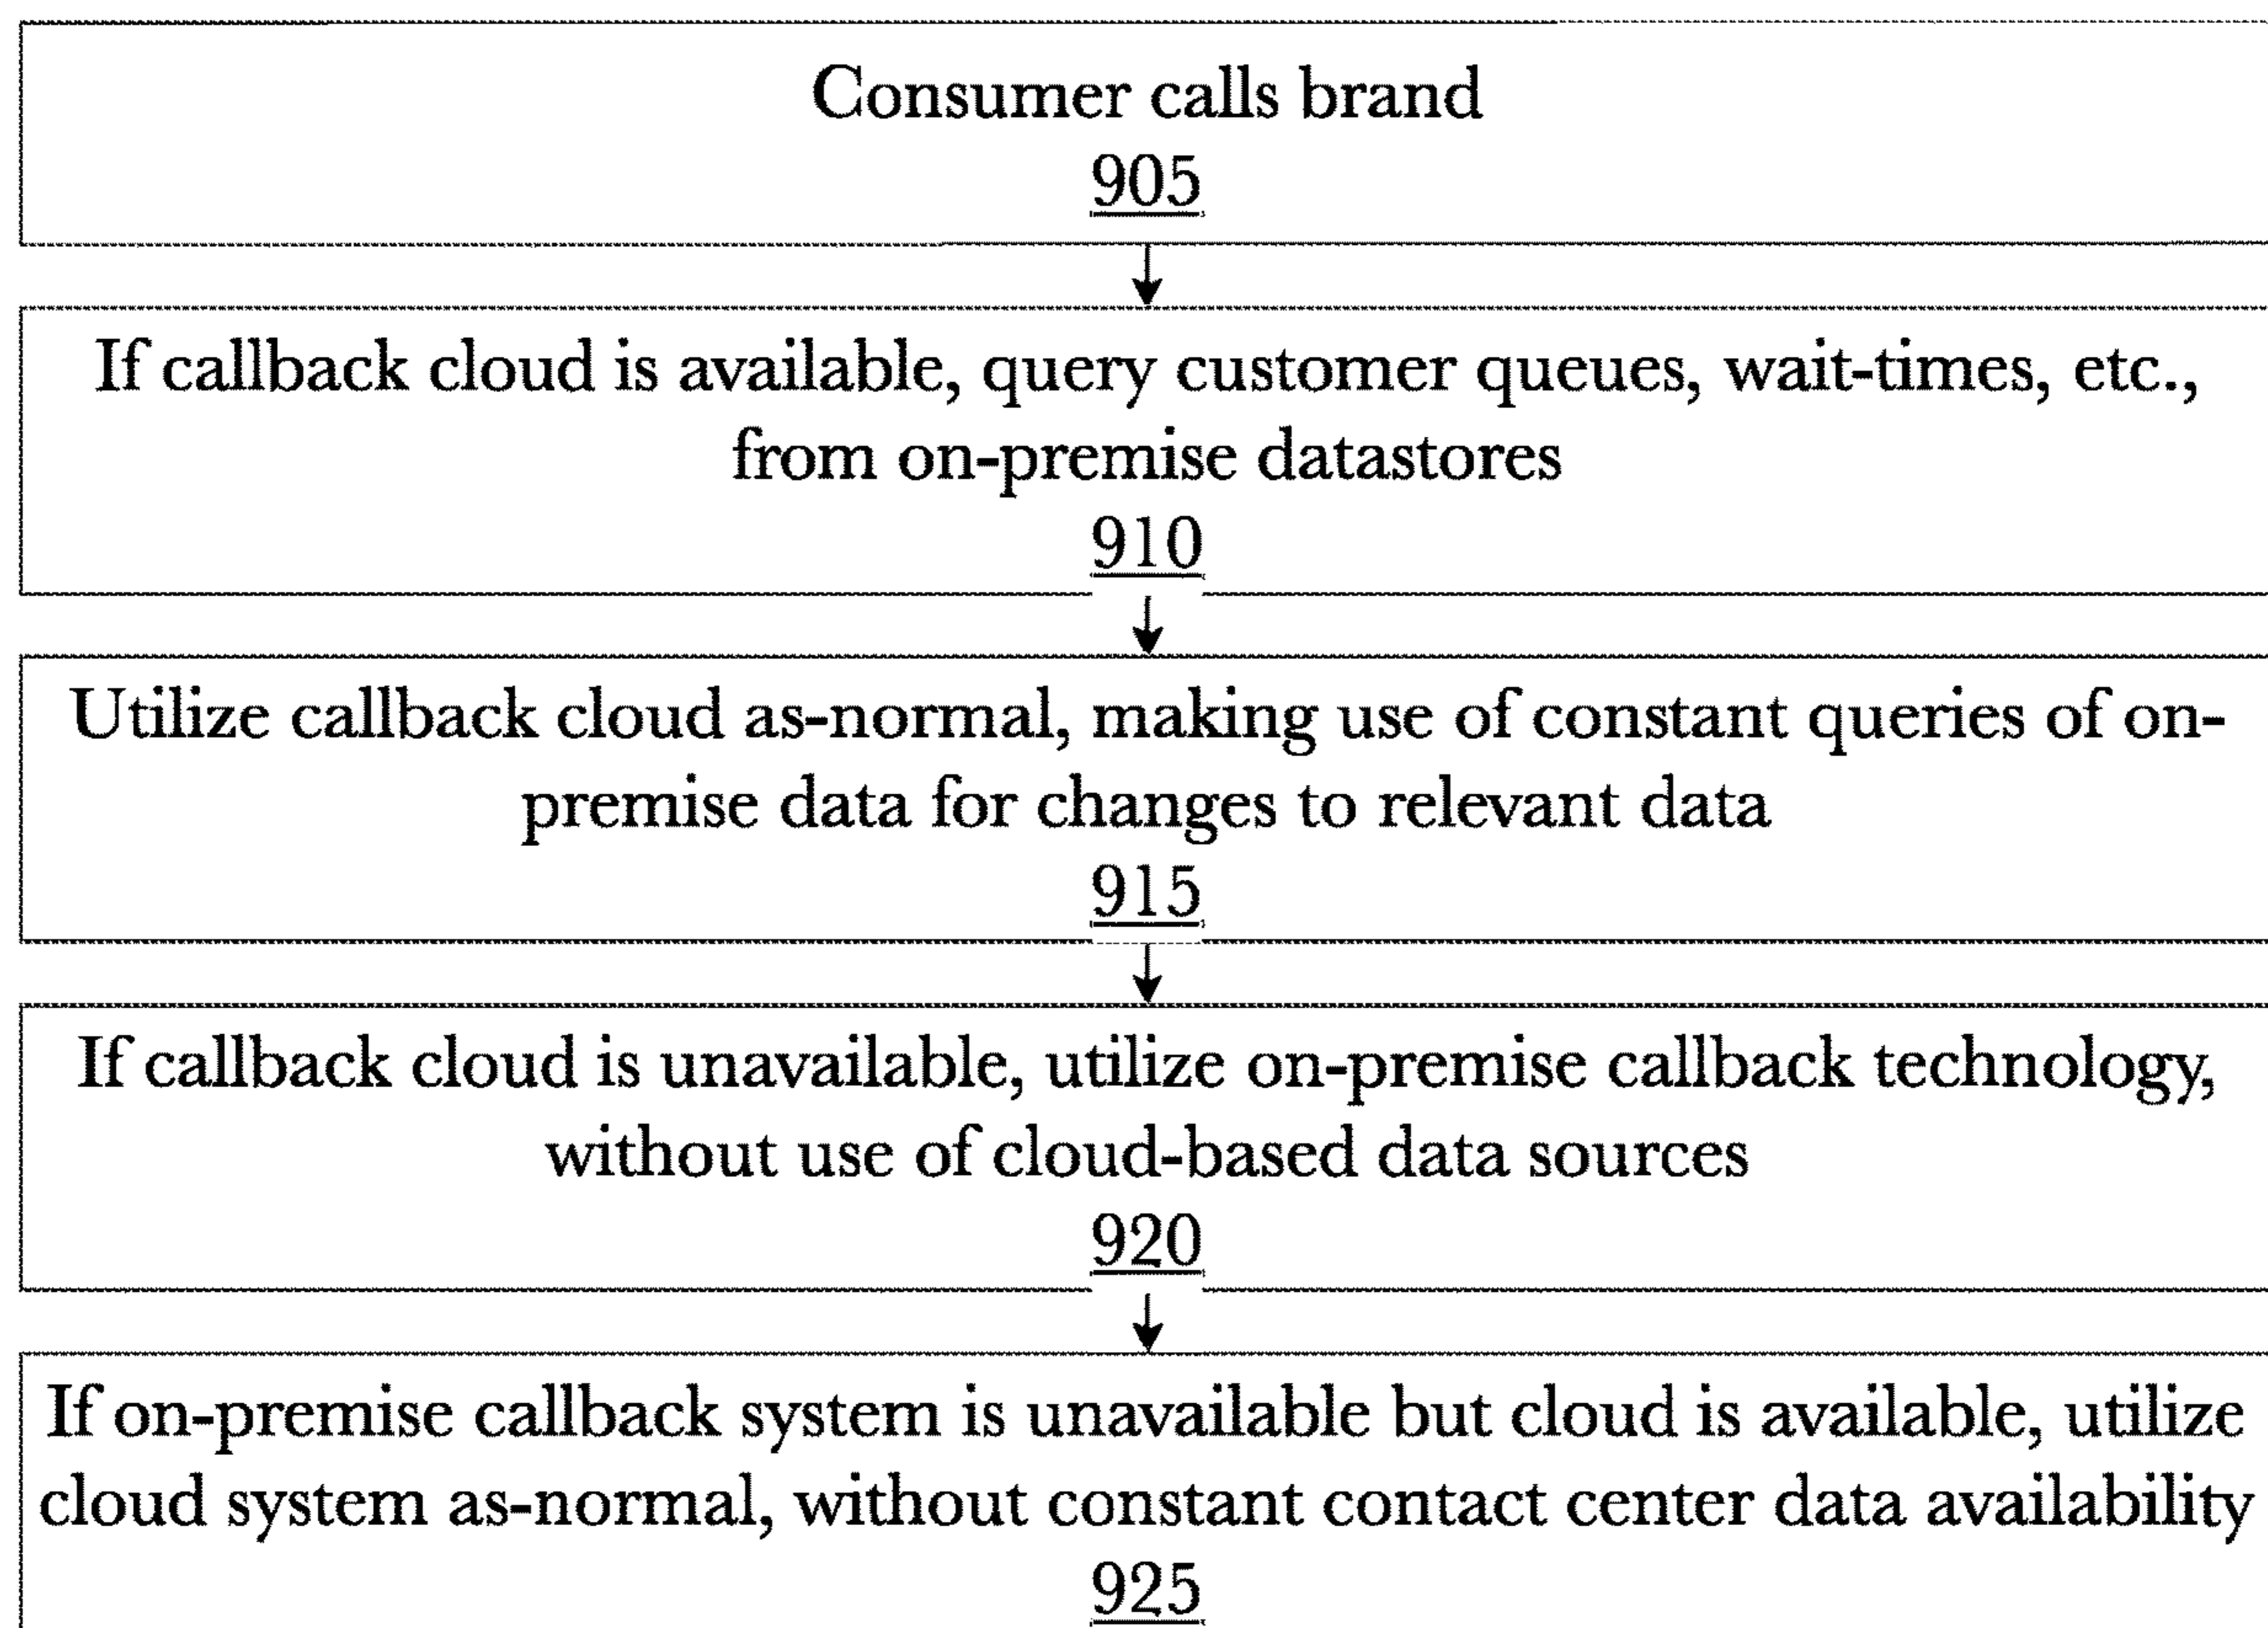 Consumer calls brand
905
If callback cloud is available, query customer queues, wait-times, etc.,
from on-premise datastores
910
Utilize callback cloud as-normal, making use of constant queries of on-
premise data for changes to relevant data
915
If callback cloud is unavailable, utilize on-premise callback technology,
without use of cloud-based data sources
920
If on-premise callback system is unavailable but cloud is available, utilize
cloud system as-normal, without constant contact center data availability
925